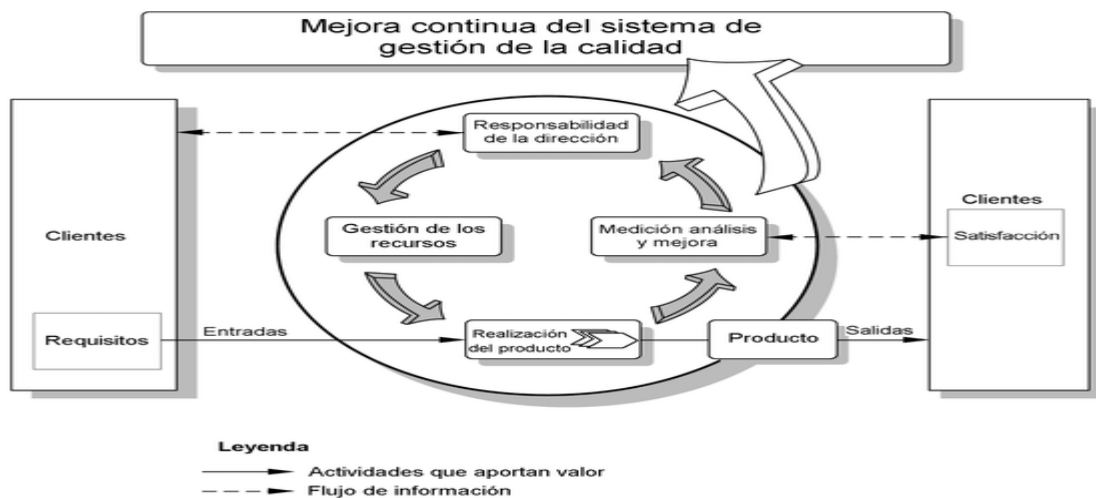 Mejora continua del sistema de
gestión de la calidad
Responsabilidad
de la dirección
Clientes
Gestión de los
recursos
Medición análisis
y mejora
Clientes
Satisfacción
Requisitos
Entradas
Realización
del producto
Producto
Salidas
Leyenda
Actividades que aportan valor
Flujo de información